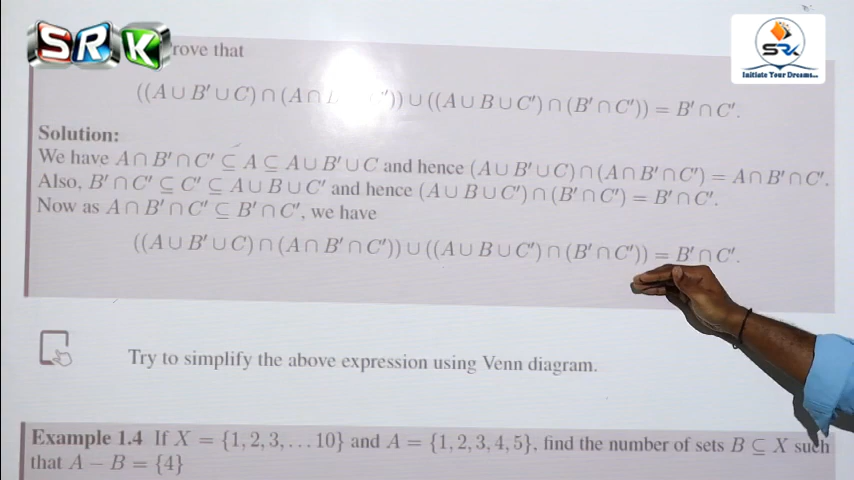 SRK
SRK
Initiate Your Dreams...
rove that
((A ∪ B′ ∪ C) ∩ (A ∩ ′)) ∪ ((A ∪ B ∪ C′) ∩ (B′ ∩ C′)) = B′ ∩ C′.
Solution:
We have A ∩ B′ ∩ C′ ⊆ A ⊆ A ∪ B′ ∪ C and hence (A ∪ B′ ∪ C) ∩ (A ∩ B′ ∩ C′) = A ∩ B′ ∩ C′.
Also, B′ ∩ C′ ⊆ C′ ⊆ A ∪ B ∪ C′ and hence (A ∪ B ∪ C′) ∩ (B′ ∩ C′) = B′ ∩ C′.
Now as A ∩ B′ ∩ C′ ⊆ B′ ∩ C′, we have
((A ∪ B′ ∪ C) ∩ (A ∩ B′ ∩ C′)) ∪ ((A ∪ B ∪ C′) ∩ (B′ ∩ C′)) = B′ ∩ C′.
Try to simplify the above expression using Venn diagram.
Example 1.4 If X = {1, 2, 3, . . . 10} and A = {1, 2, 3, 4, 5}, find the number of sets B ⊆ X such
that A − B = {4}